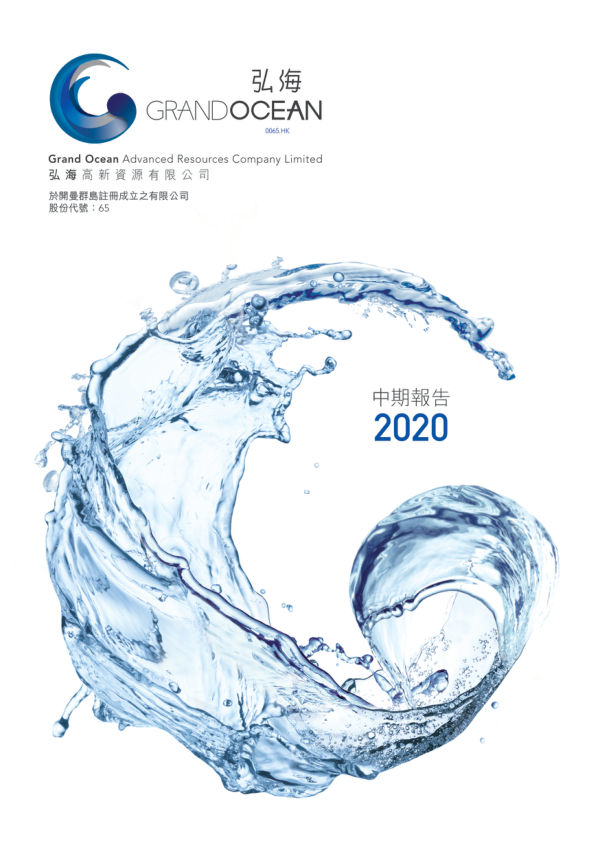 弘海
GRANDOCEAN
0065.HK
Grand Ocean Advanced Resources Company Limited
弘海高新資源有限公司
於開曼群島註冊成立之有限公司
股份代號：65
中期報告
2020